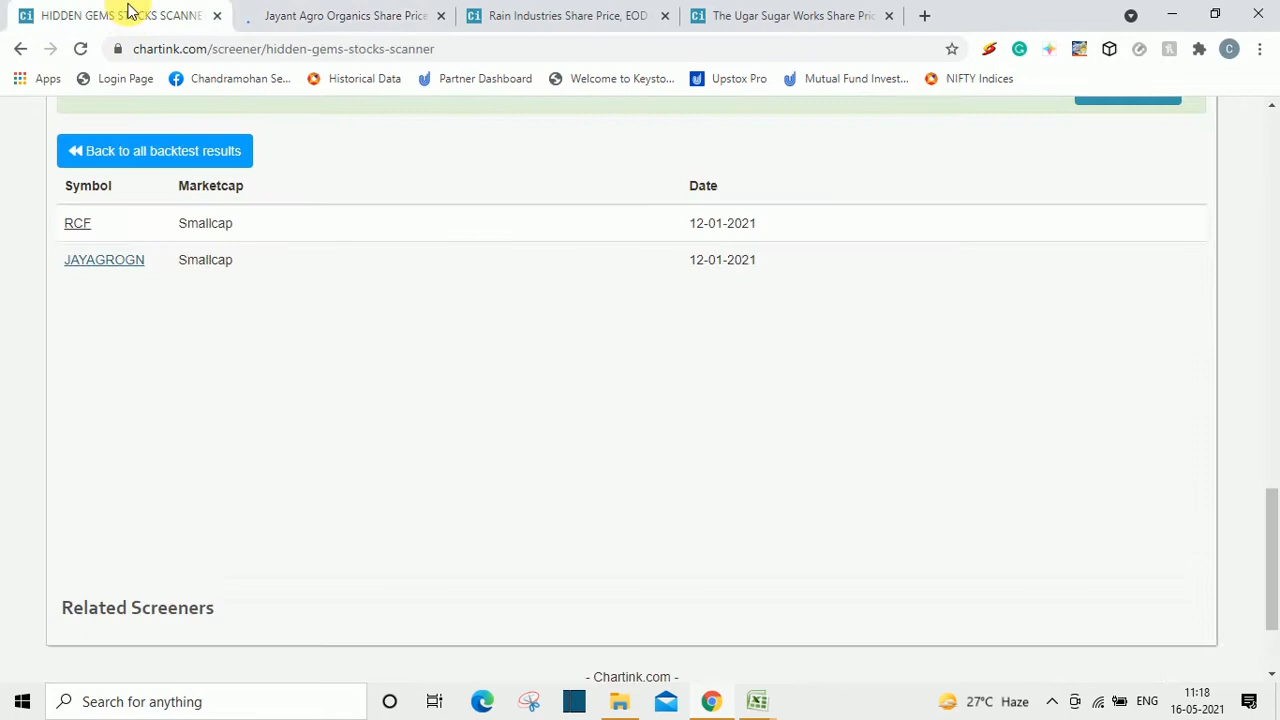 HIDDEN GEMS STOCKS SCANNE
Jayant Agro Organics Share Price
Rain Industries Share Price, EOD
The Ugar Sugar Works Share Pric
chartink.com/screener/hidden-gems-stocks-scanner
C
Apps
Login Page
Chandramohan Se...
Historical Data
Partner Dashboard
Welcome to Keysto...
Upstox Pro
Mutual Fund Invest...
NIFTY Indices
Back to all backtest results
Symbol Marketcap Date
RCF Smallcap 12-01-2021
JAYAGROGN Smallcap 12-01-2021
Related Screeners
- Chartink.com -
Search for anything
27°C Haze
ENG
11:18
16-05-2021